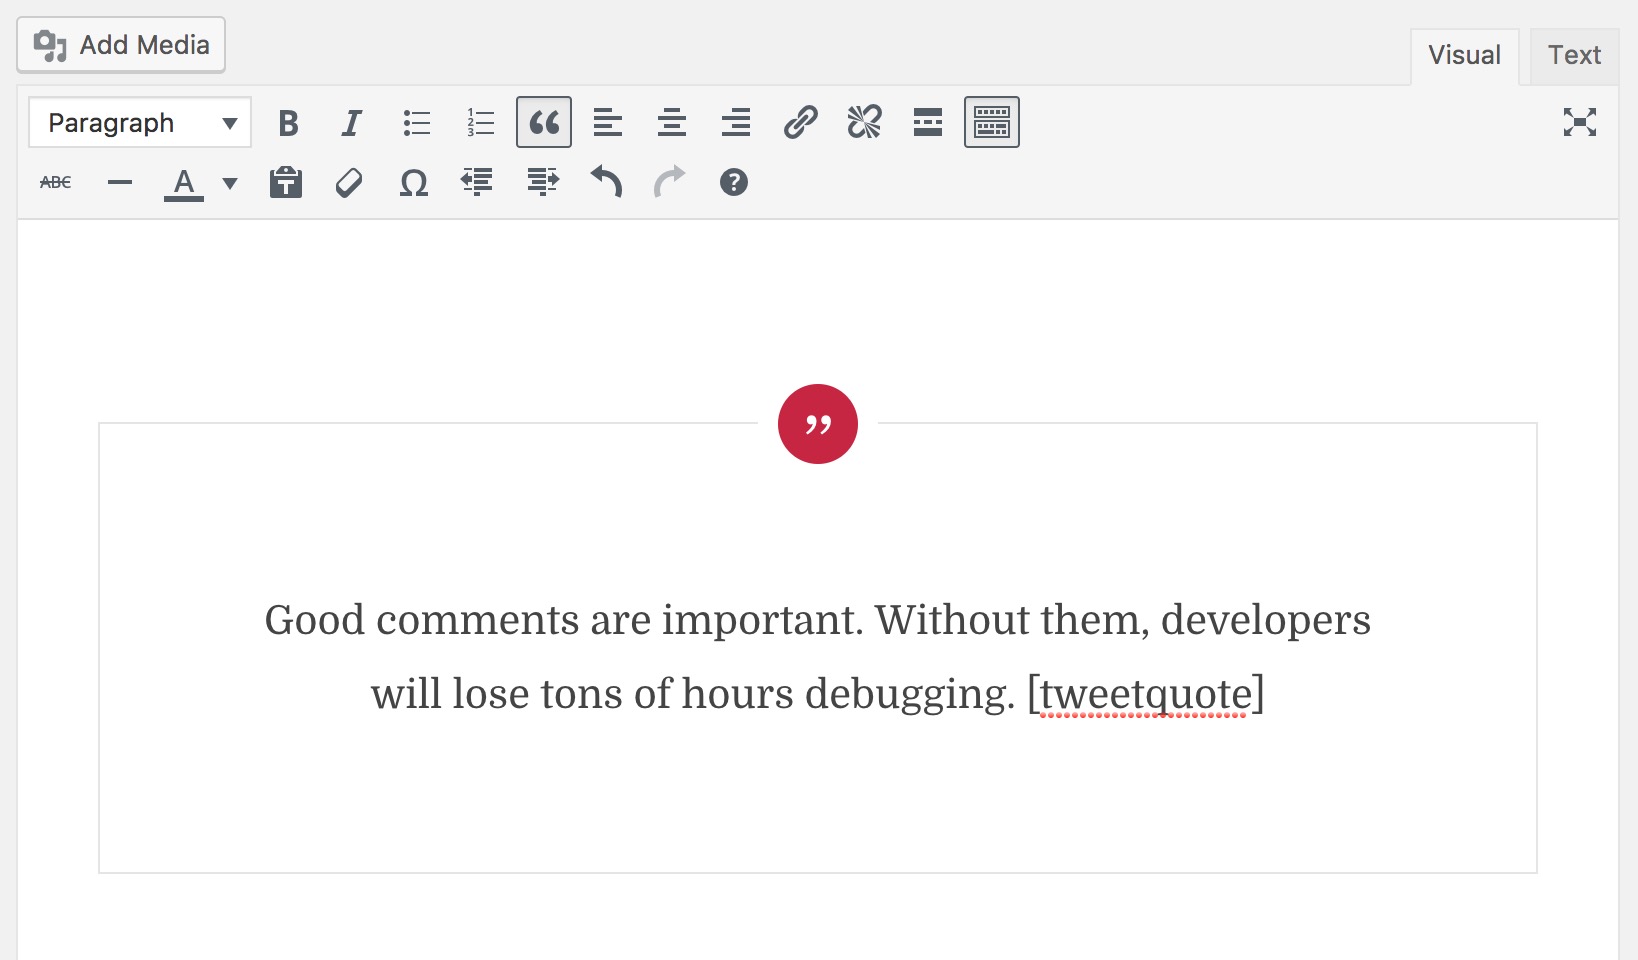 Add Media
Visual Text
Paragraph B I
ABC A Ω ?
”
Good comments are important. Without them, developers
will lose tons of hours debugging. [tweetquote]